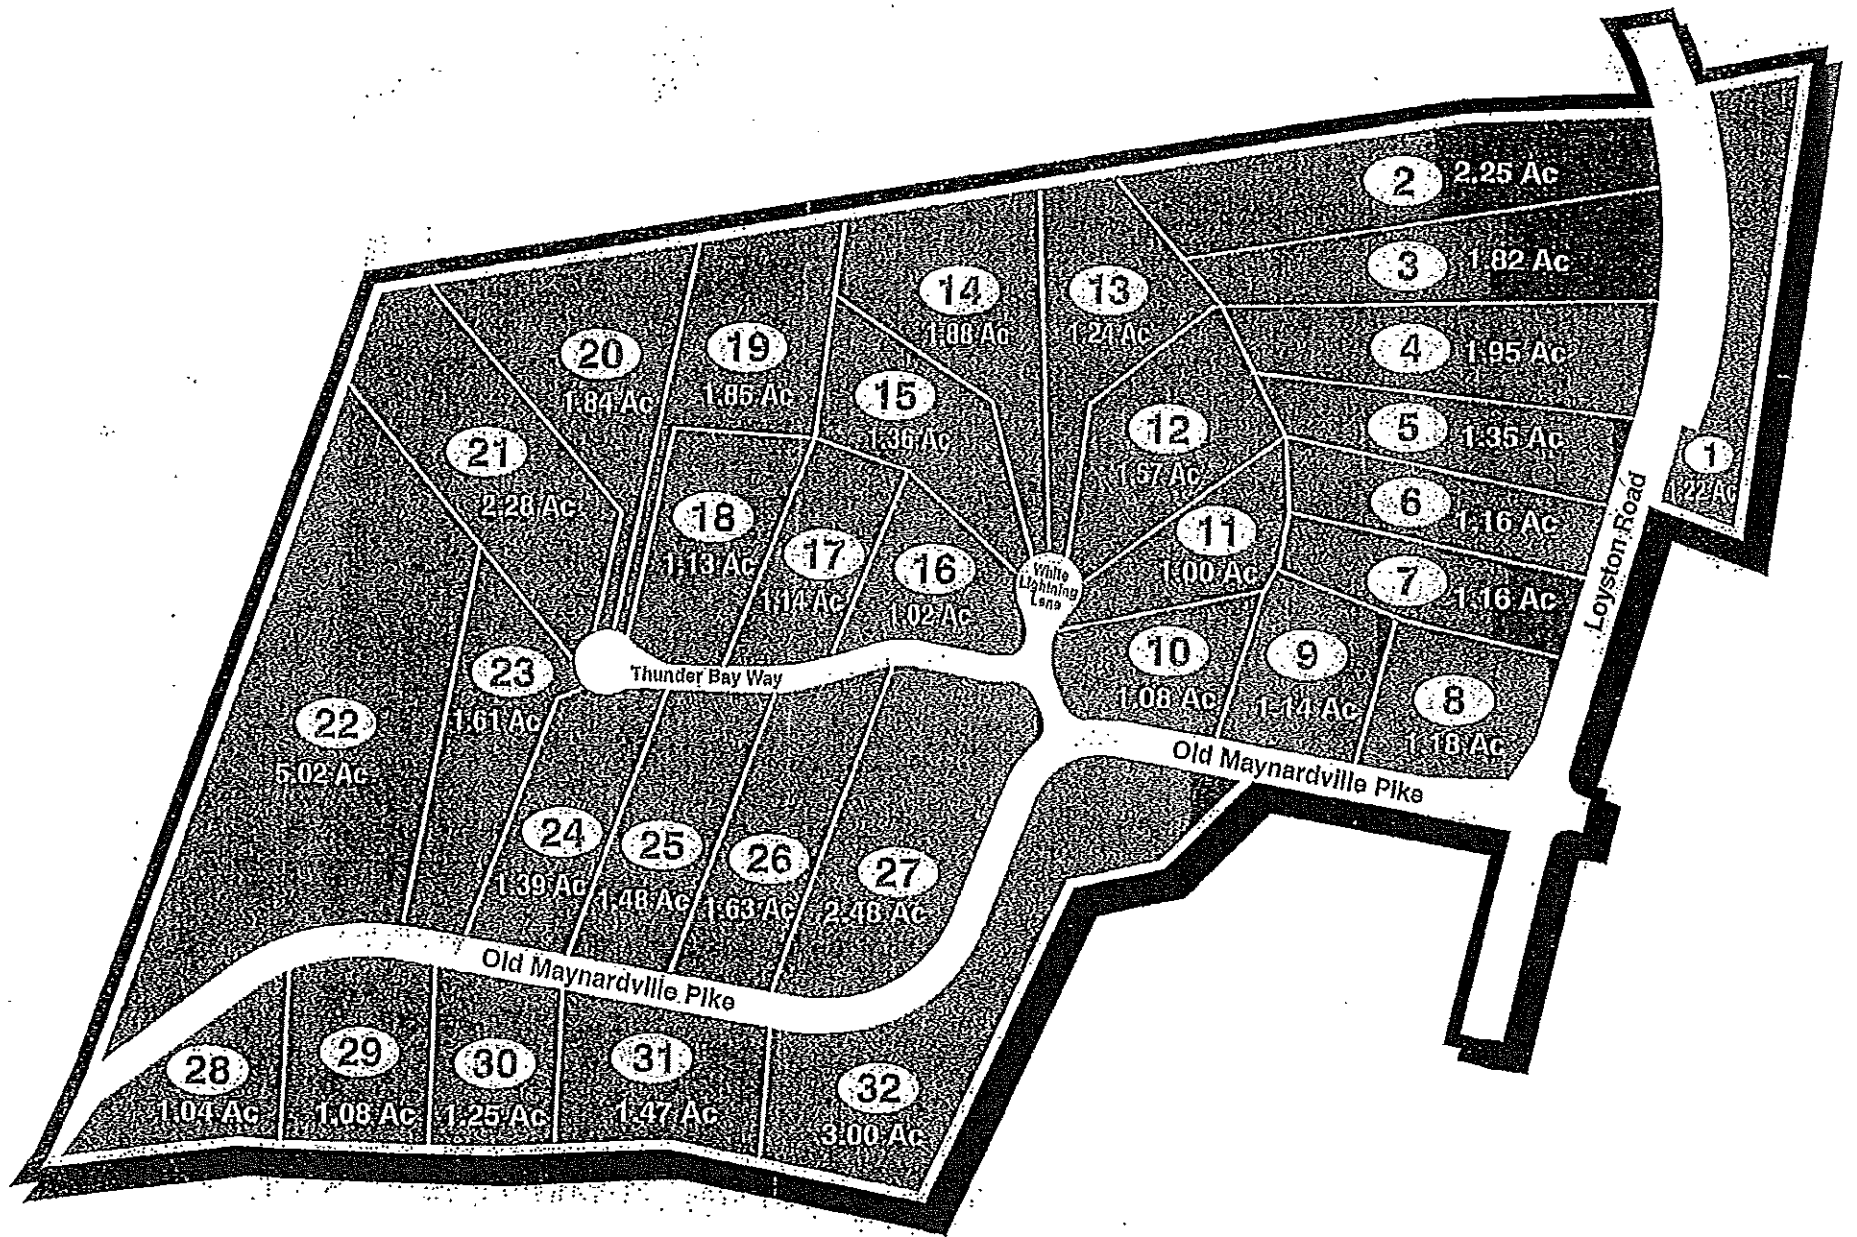 2 2.25 Ac
3 1.82 Ac
4 1.95 Ac
5 1.35 Ac
6 1.16 Ac
7 1.16 Ac
1
1.22 Ac
Loyston Road
8
1.18 Ac
9
1.14 Ac
10
1.08 Ac
11
1.00 Ac
12
1.57 Ac
13
1.24 Ac
14
1.88 Ac
15
1.36 Ac
16
1.02 Ac
17
1.14 Ac
18
1.13 Ac
19
1.85 Ac
20
1.84 Ac
21
2.28 Ac
22
5.02 Ac
23
1.61 Ac
White
Lightning
Lane
Thunder Bay Way
Old Maynardville Pike
24
1.39 Ac
25
1.48 Ac
26
1.63 Ac
27
2.48 Ac
Old Maynardville Pike
28
1.04 Ac
29
1.08 Ac
30
1.25 Ac
31
1.47 Ac
32
3.00 Ac